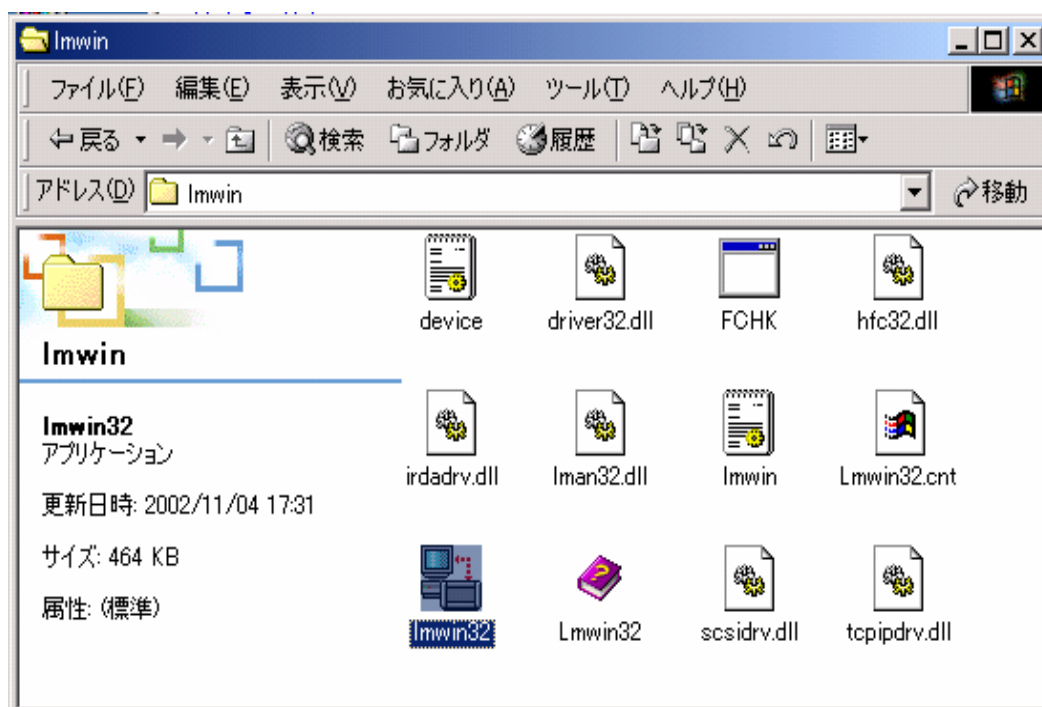 lmwin
ファイル(F) 編集(E) 表示(V) お気に入り(A) ツール(T) ヘルプ(H)
戻る 検索 フォルダ 履歴
アドレス(D) lmwin 移動
lmwin
lmwin32
アプリケーション
更新日時: 2002/11/04 17:31
サイズ: 464 KB
属性: (標準)
device driver32.dll FCHK hfc32.dll
irdadrv.dll lman32.dll lmwin Lmwin32.cnt
lmwin32 Lmwin32 scsidrv.dll tcpipdrv.dll